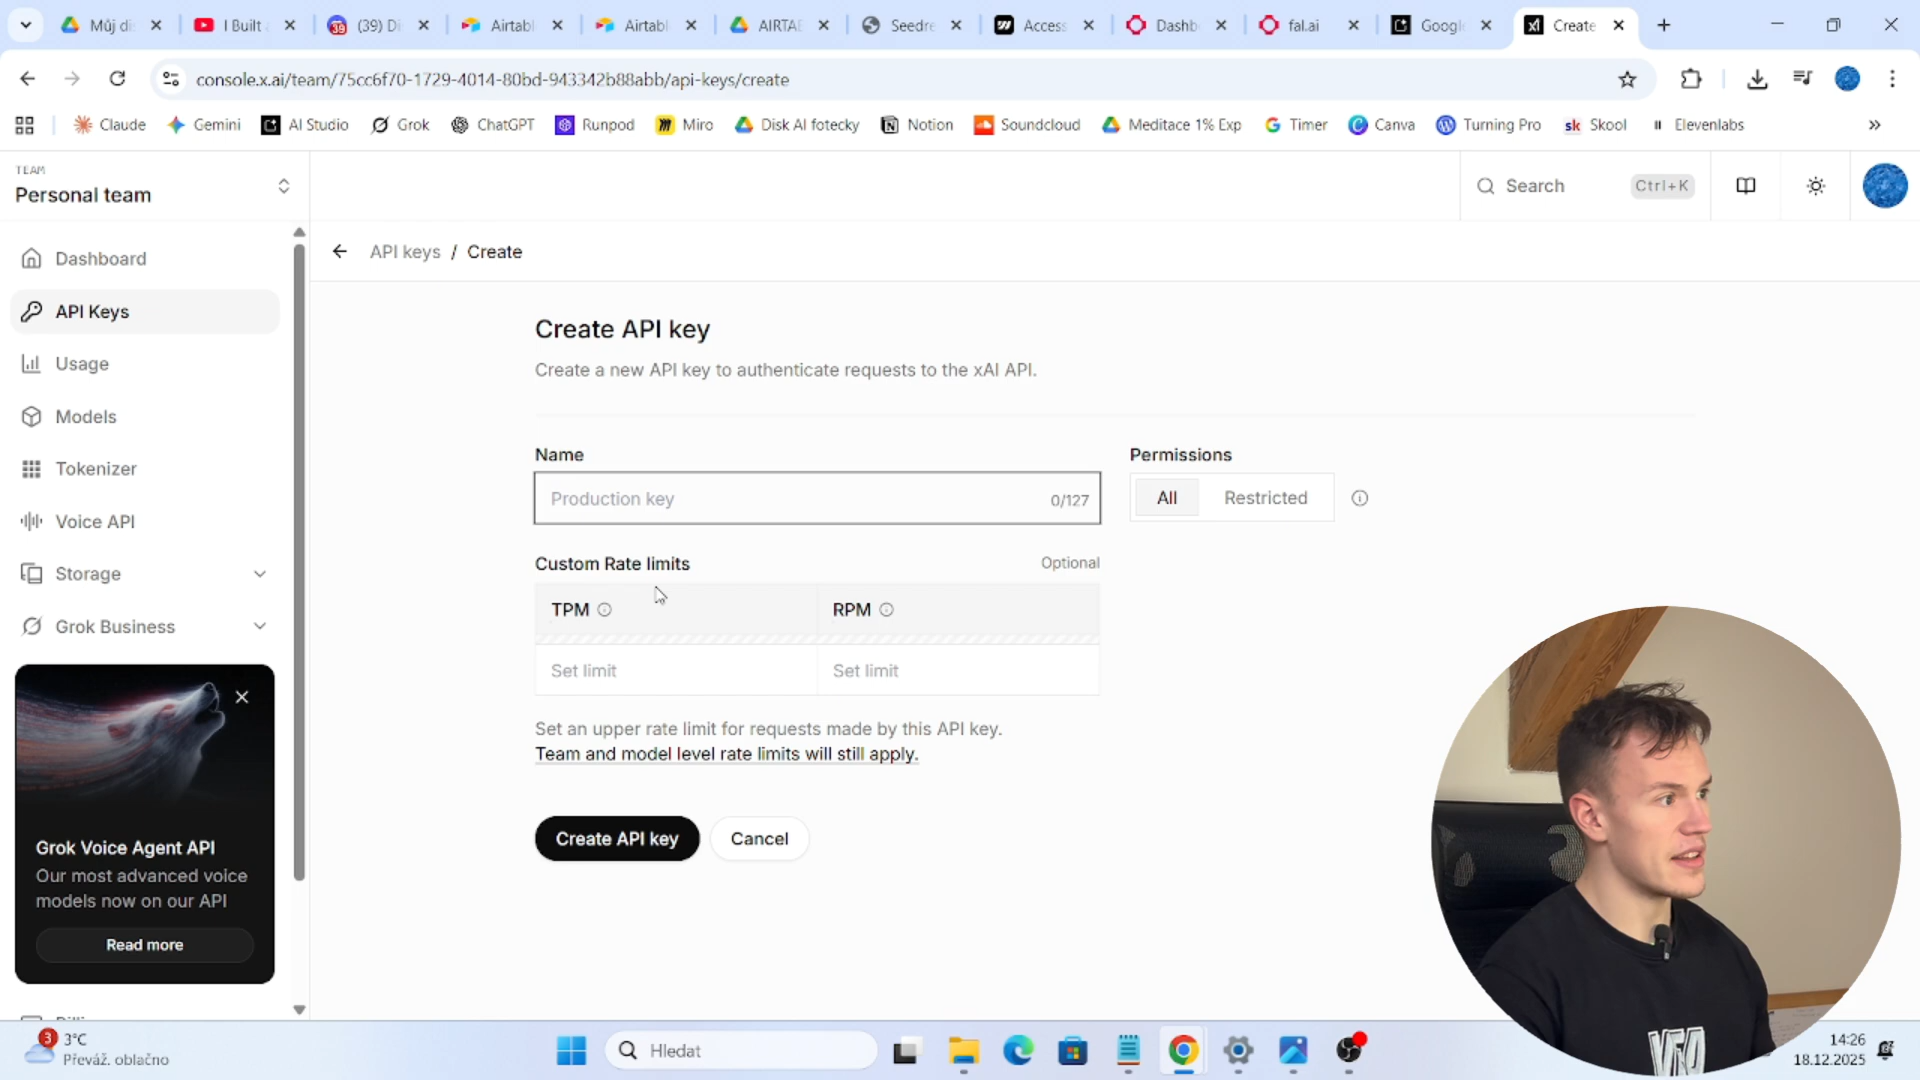 Můj di
I Built
(39) Di
Airtabl
Airtabl
AIRTAB
Seedre
Access
Dashb
fal.ai
Googl
Create
console.x.ai/team/75cc6f70-1729-4014-80bd-943342b88abb/api-keys/create
Claude
Gemini
AI Studio
Grok
ChatGPT
Runpod
Miro
Disk AI fotecky
Notion
Soundcloud
Meditace 1% Exp
Timer
Canva
Turning Pro
sk Skool
Elevenlabs
TEAM
Personal team
Search
Ctrl+K
API keys / Create
Dashboard
API Keys
Usage
Models
Tokenizer
Voice API
Storage
Grok Business
Create API key
Create a new API key to authenticate requests to the xAI API.
Name
Permissions
Production key
0/127
All
Restricted
Custom Rate limits
Optional
TPM
RPM
Set limit
Set limit
Set an upper rate limit for requests made by this API key.
Team and model level rate limits will still apply.
Create API key
Cancel
Grok Voice Agent API
Our most advanced voice
models now on our API
Read more
3
3°C
Převáž. oblačno
Hledat
14:26
18.12.2025